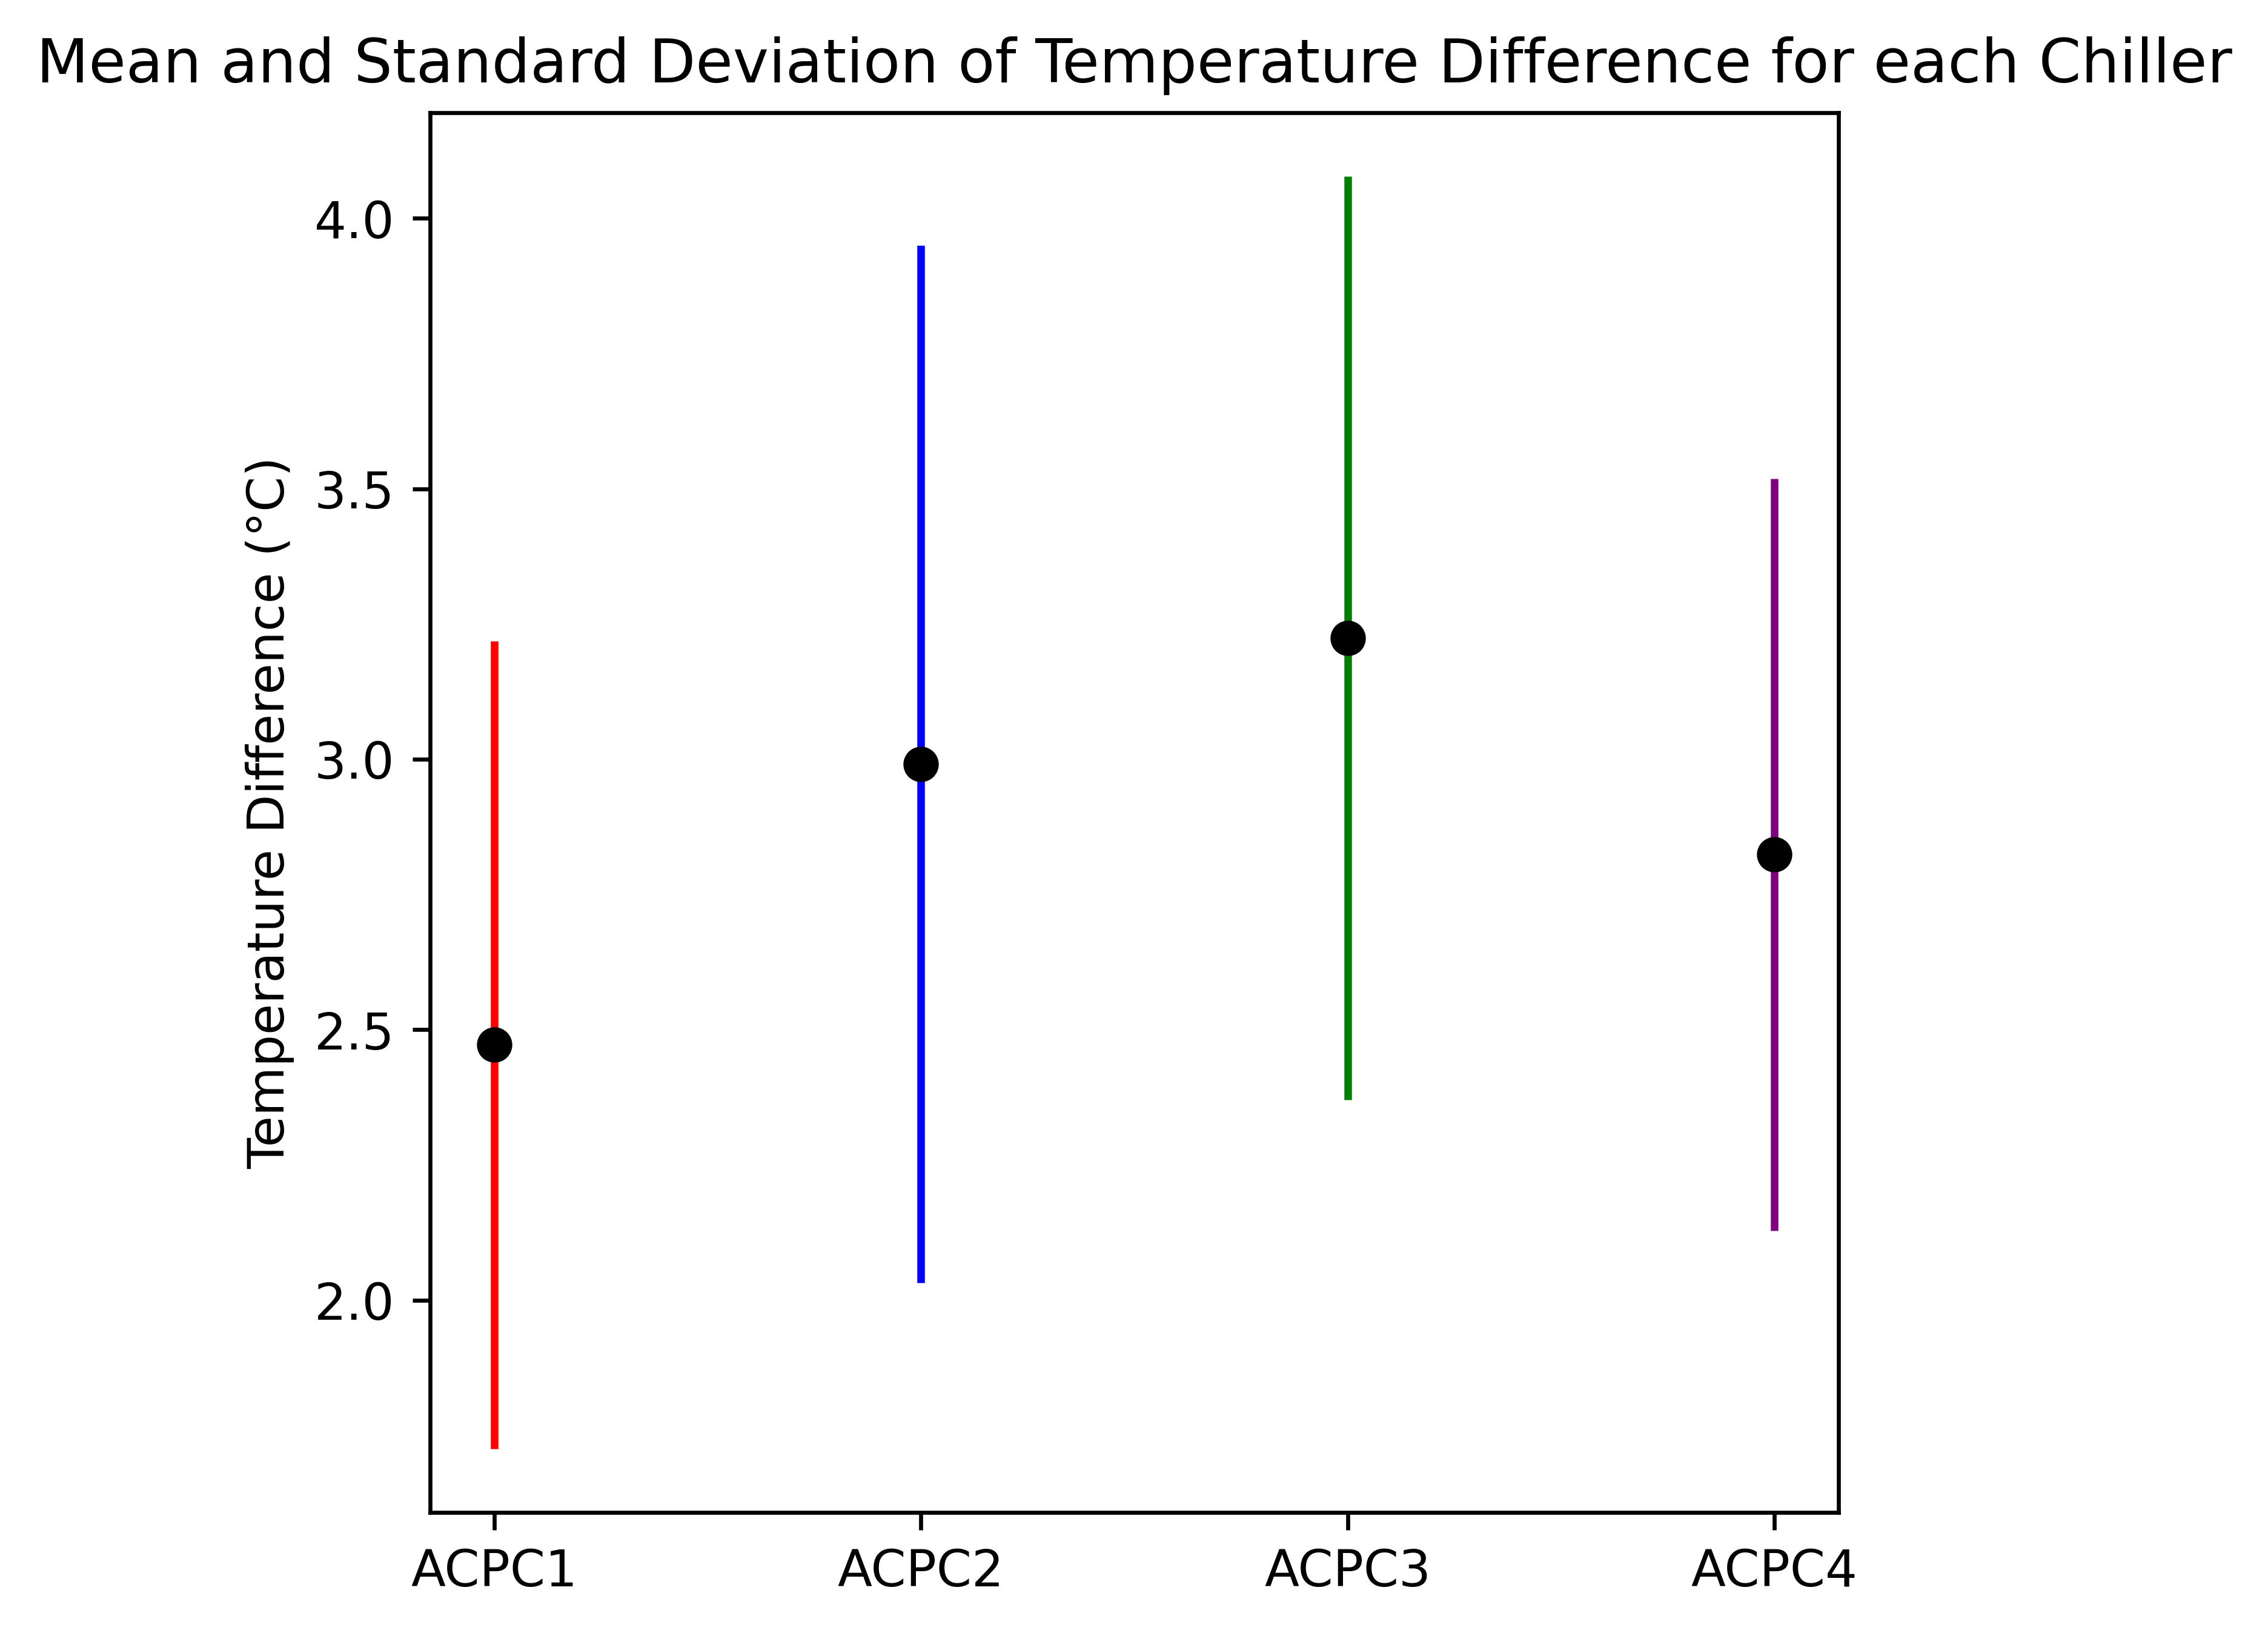 Mean and Standard Deviation of Temperature Difference for each Chiller
Temperature Difference (°C)
4.0
3.5
3.0
2.5
2.0
ACPC1 ACPC2 ACPC3 ACPC4